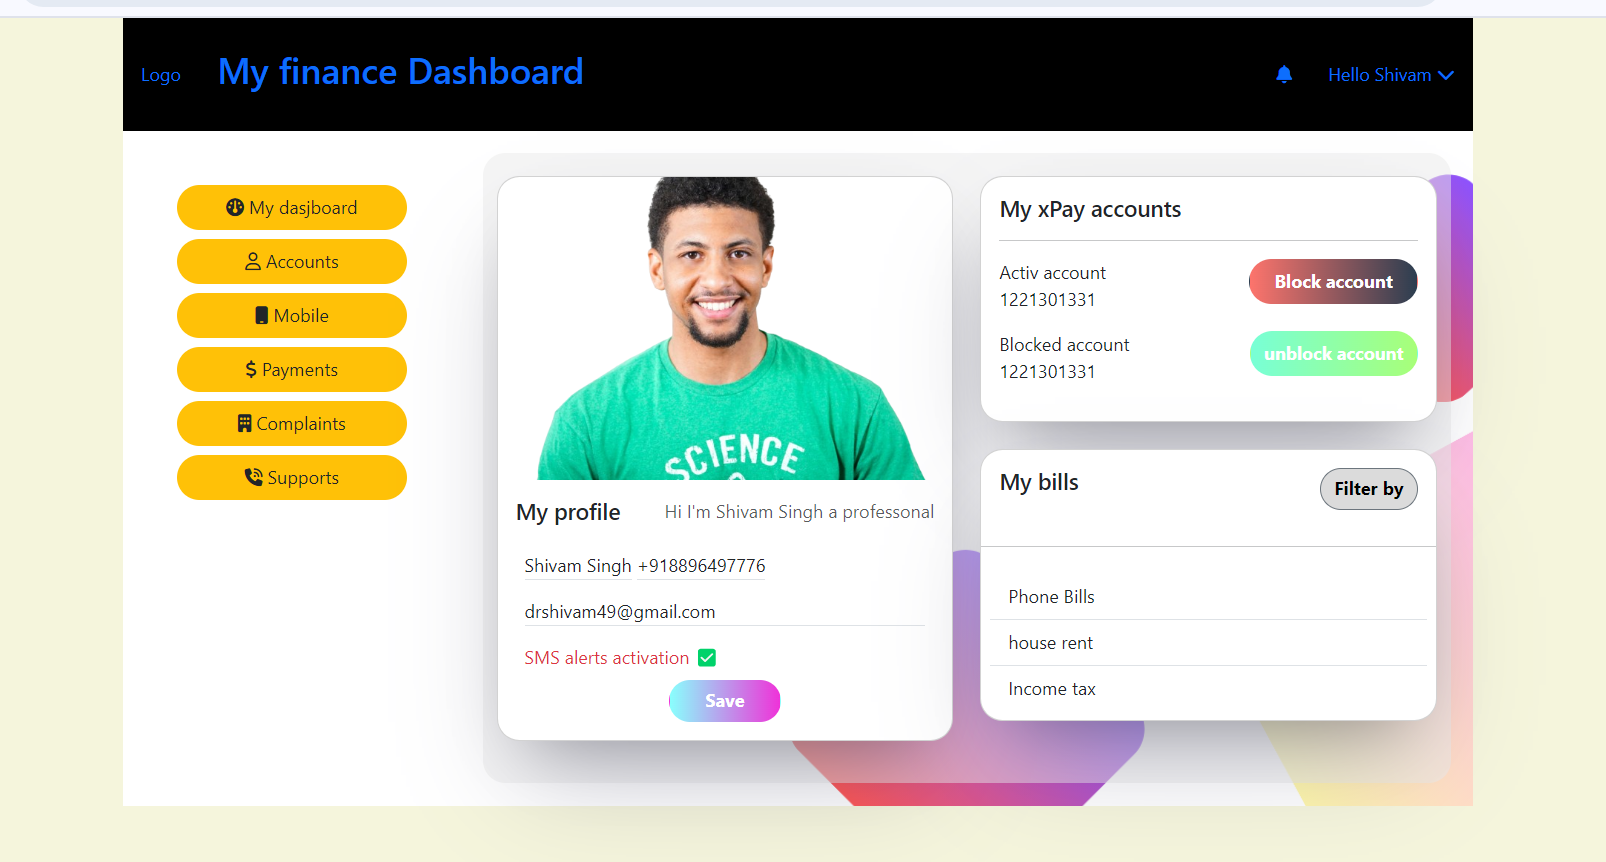 Logo
My finance Dashboard
Hello Shivam
My dasjboard
Accounts
Mobile
Payments
Complaints
Supports
SCIENCE
My profile
Hi I'm Shivam Singh a professonal
Shivam Singh +918896497776
drshivam49@gmail.com
SMS alerts activation
Save
My xPay accounts
Activ account
1221301331
Block account
Blocked account
1221301331
unblock account
My bills
Filter by
Phone Bills
house rent
Income tax